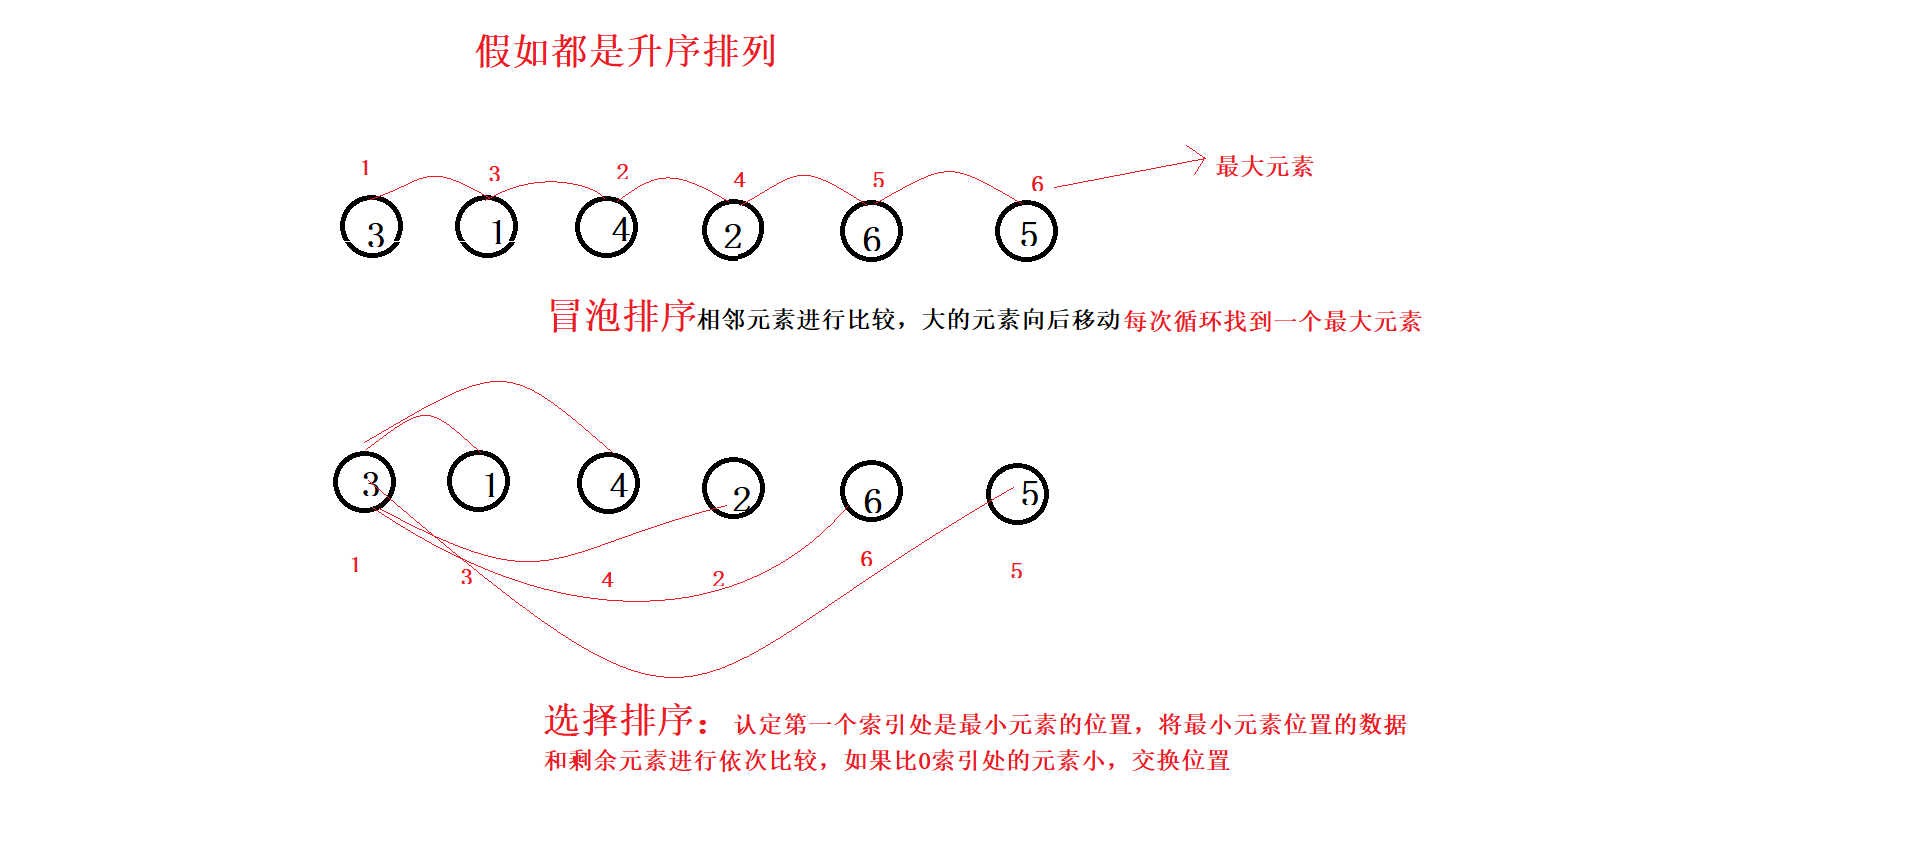 假如都是升序排列
1 3 2 4 5 6 最大元素
3 1 4 2 6 5
冒泡排序相邻元素进行比较，大的元素向后移动 每次循环找到一个最大元素
3 1 4 2 6 5
1 3 4 2 6 5
选择排序： 认定第一个索引处是最小元素的位置，将最小元素位置的数据
和剩余元素进行依次比较，如果比0索引处的元素小，交换位置